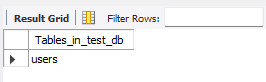 Result Grid Filter Rows:
Tables_in_test_db
users